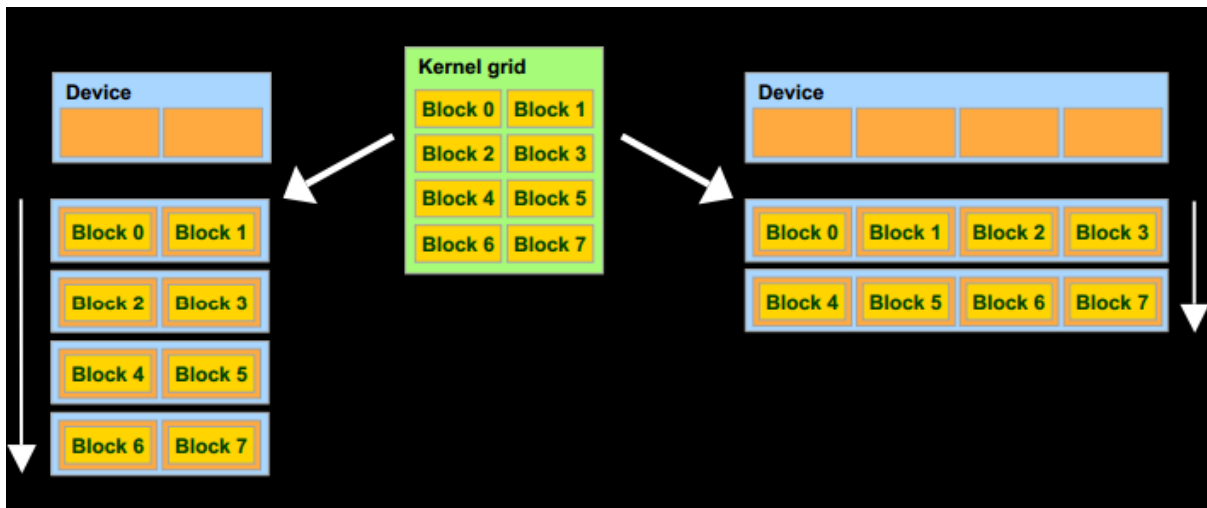 Kernel grid
Block 0 Block 1
Block 2 Block 3
Block 4 Block 5
Block 6 Block 7
Device
Block 0 Block 1
Block 2 Block 3
Block 4 Block 5
Block 6 Block 7
Device
Block 0 Block 1 Block 2 Block 3
Block 4 Block 5 Block 6 Block 7